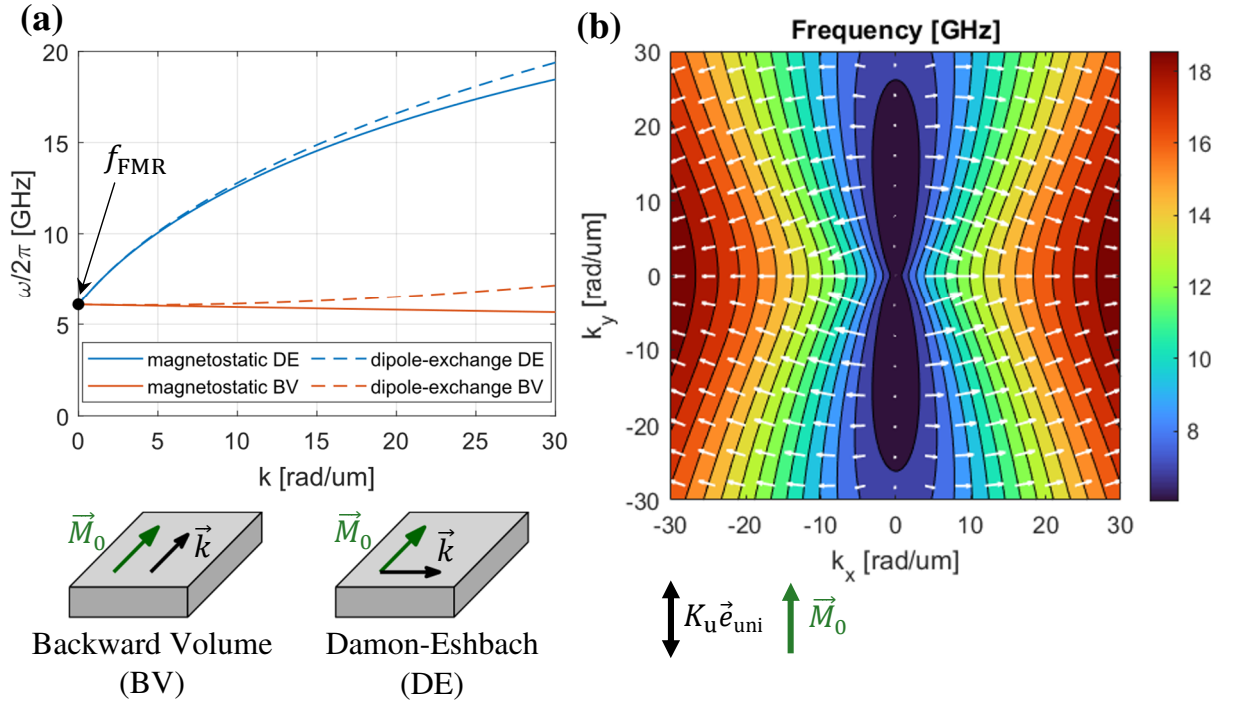 (a)
20
15
10
5
0
ω/2π [GHz]
f_FMR
magnetostatic DE
dipole-exchange DE
magnetostatic BV
dipole-exchange BV
0 5 10 15 20 25 30
k [rad/um]
M⃗₀
k⃗
Backward Volume
(BV)
M⃗₀
k⃗
Damon-Eshbach
(DE)
(b)
Frequency [GHz]
30
20
10
0
-10
-20
-30
k_y [rad/um]
-30 -20 -10 0 10 20 30
k_x [rad/um]
18
16
14
12
10
8
K_u e⃗_uni
M⃗₀